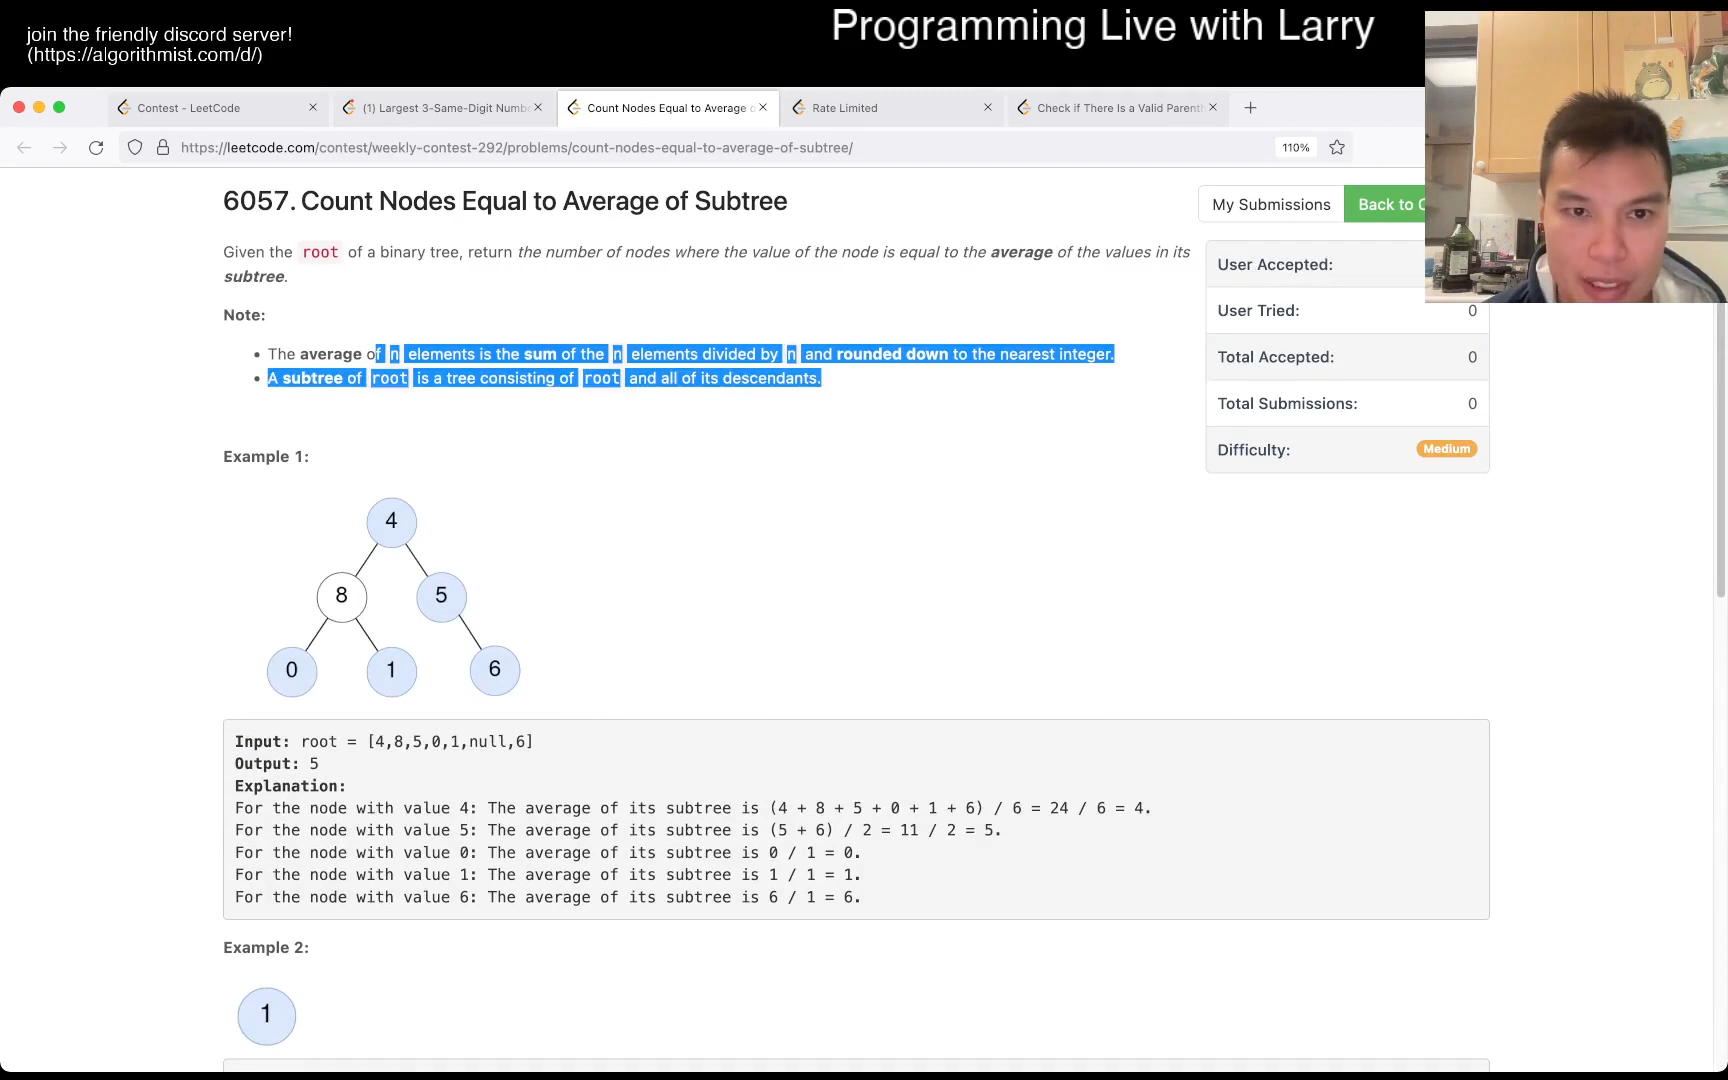 join the friendly discord server!
(https://algorithmist.com/d/)
Programming Live with Larry
Contest - LeetCode
(1) Largest 3-Same-Digit Numb
Count Nodes Equal to Average o
Rate Limited
Check if There Is a Valid Parent
https://leetcode.com/contest/weekly-contest-292/problems/count-nodes-equal-to-average-of-subtree/
110%
6057. Count Nodes Equal to Average of Subtree
My Submissions
Back to C
Given the root of a binary tree, return the number of nodes where the value of the node is equal to the average of the values in its
subtree.
User Accepted:
Note:
User Tried: 0
• The average of n elements is the sum of the n elements divided by n and rounded down to the nearest integer.
• A subtree of root is a tree consisting of root and all of its descendants.
Total Accepted: 0
Total Submissions: 0
Difficulty: Medium
Example 1:
4
8 5
0 1 6
Input: root = [4,8,5,0,1,null,6]
Output: 5
Explanation:
For the node with value 4: The average of its subtree is (4 + 8 + 5 + 0 + 1 + 6) / 6 = 24 / 6 = 4.
For the node with value 5: The average of its subtree is (5 + 6) / 2 = 11 / 2 = 5.
For the node with value 0: The average of its subtree is 0 / 1 = 0.
For the node with value 1: The average of its subtree is 1 / 1 = 1.
For the node with value 6: The average of its subtree is 6 / 1 = 6.
Example 2:
1